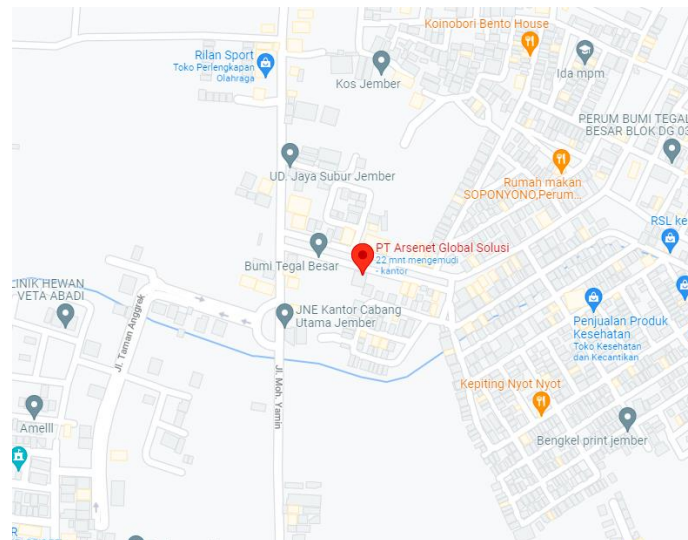 Koinobori Bento House
Rilan Sport
Toko Perlengkapan
Olahraga
Kos Jember
Ida mpm
PERUM BUMI TEGAL
BESAR BLOK DG 03
UD. Jaya Subur Jember
Rumah makan
SOPONYONO,Perum...
RSL ke
PT Arsenet Global Solusi
22 mnt mengemudi
- kantor
Bumi Tegal Besar
LINIK HEWAN
VETA ABADI
JNE Kantor Cabang
Utama Jember
Penjualan Produk
Kesehatan
Toko Kesehatan
dan Kecantikan
Jl. Taman Anggrek
Jl. Moh. Yamin
Kepiting Nyot Nyot
Amelll
Bengkel print jember